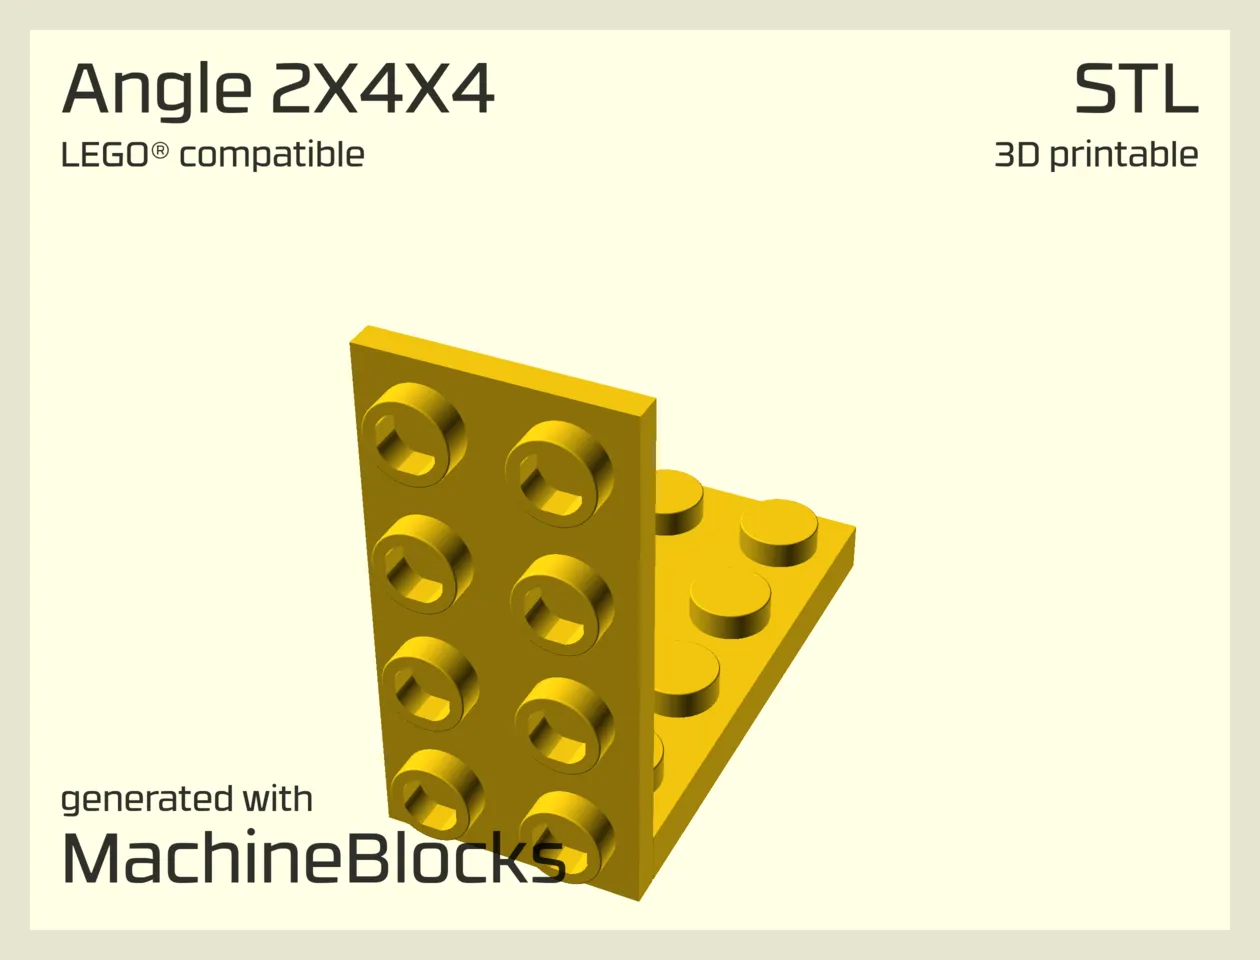 Angle 2X4X4
LEGO® compatible
STL
3D printable
generated with
MachineBlocks